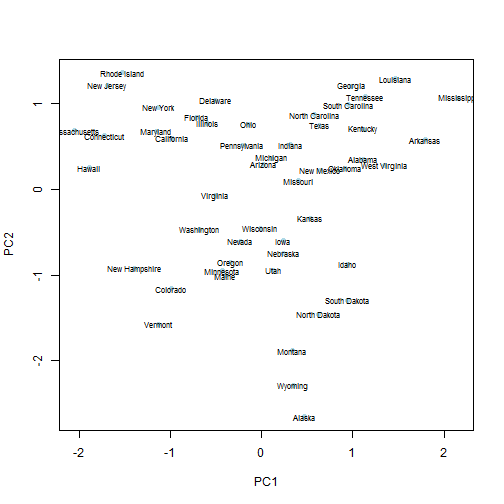 Rhode Island
Louisiana
New Jersey
Georgia
Tennessee
Mississipp
Delaware
South Carolina
New York
North Carolina
Florida
Illinois
Ohio
Texas
Kentucky
ssachusetts
Maryland
Connecticut
California
Arkansas
Pennsylvania
Indiana
Michigan
Alabama
Arizona
West Virginia
Hawaii
New Mexico
Oklahoma
Missouri
Virginia
Kansas
Washington
Wisconsin
Nevada
Iowa
Nebraska
Oregon
Idaho
New Hampshire
Minnesota
Utah
Maine
Colorado
South Dakota
North Dakota
Vermont
Montana
Wyoming
Alaska
1
0
-1
-2
PC2
-2 -1 0 1 2
PC1